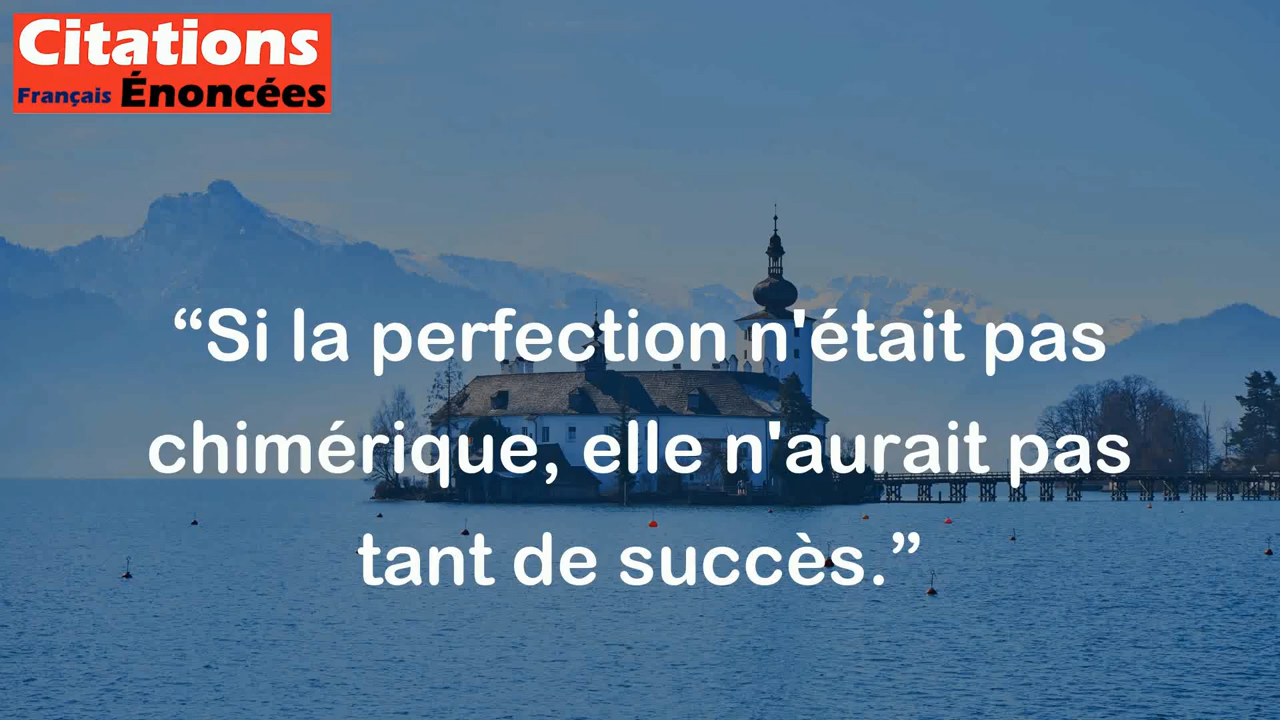 Citations
Français Énoncées
“Si la perfection n'était pas
chimérique, elle n'aurait pas
tant de succès.”